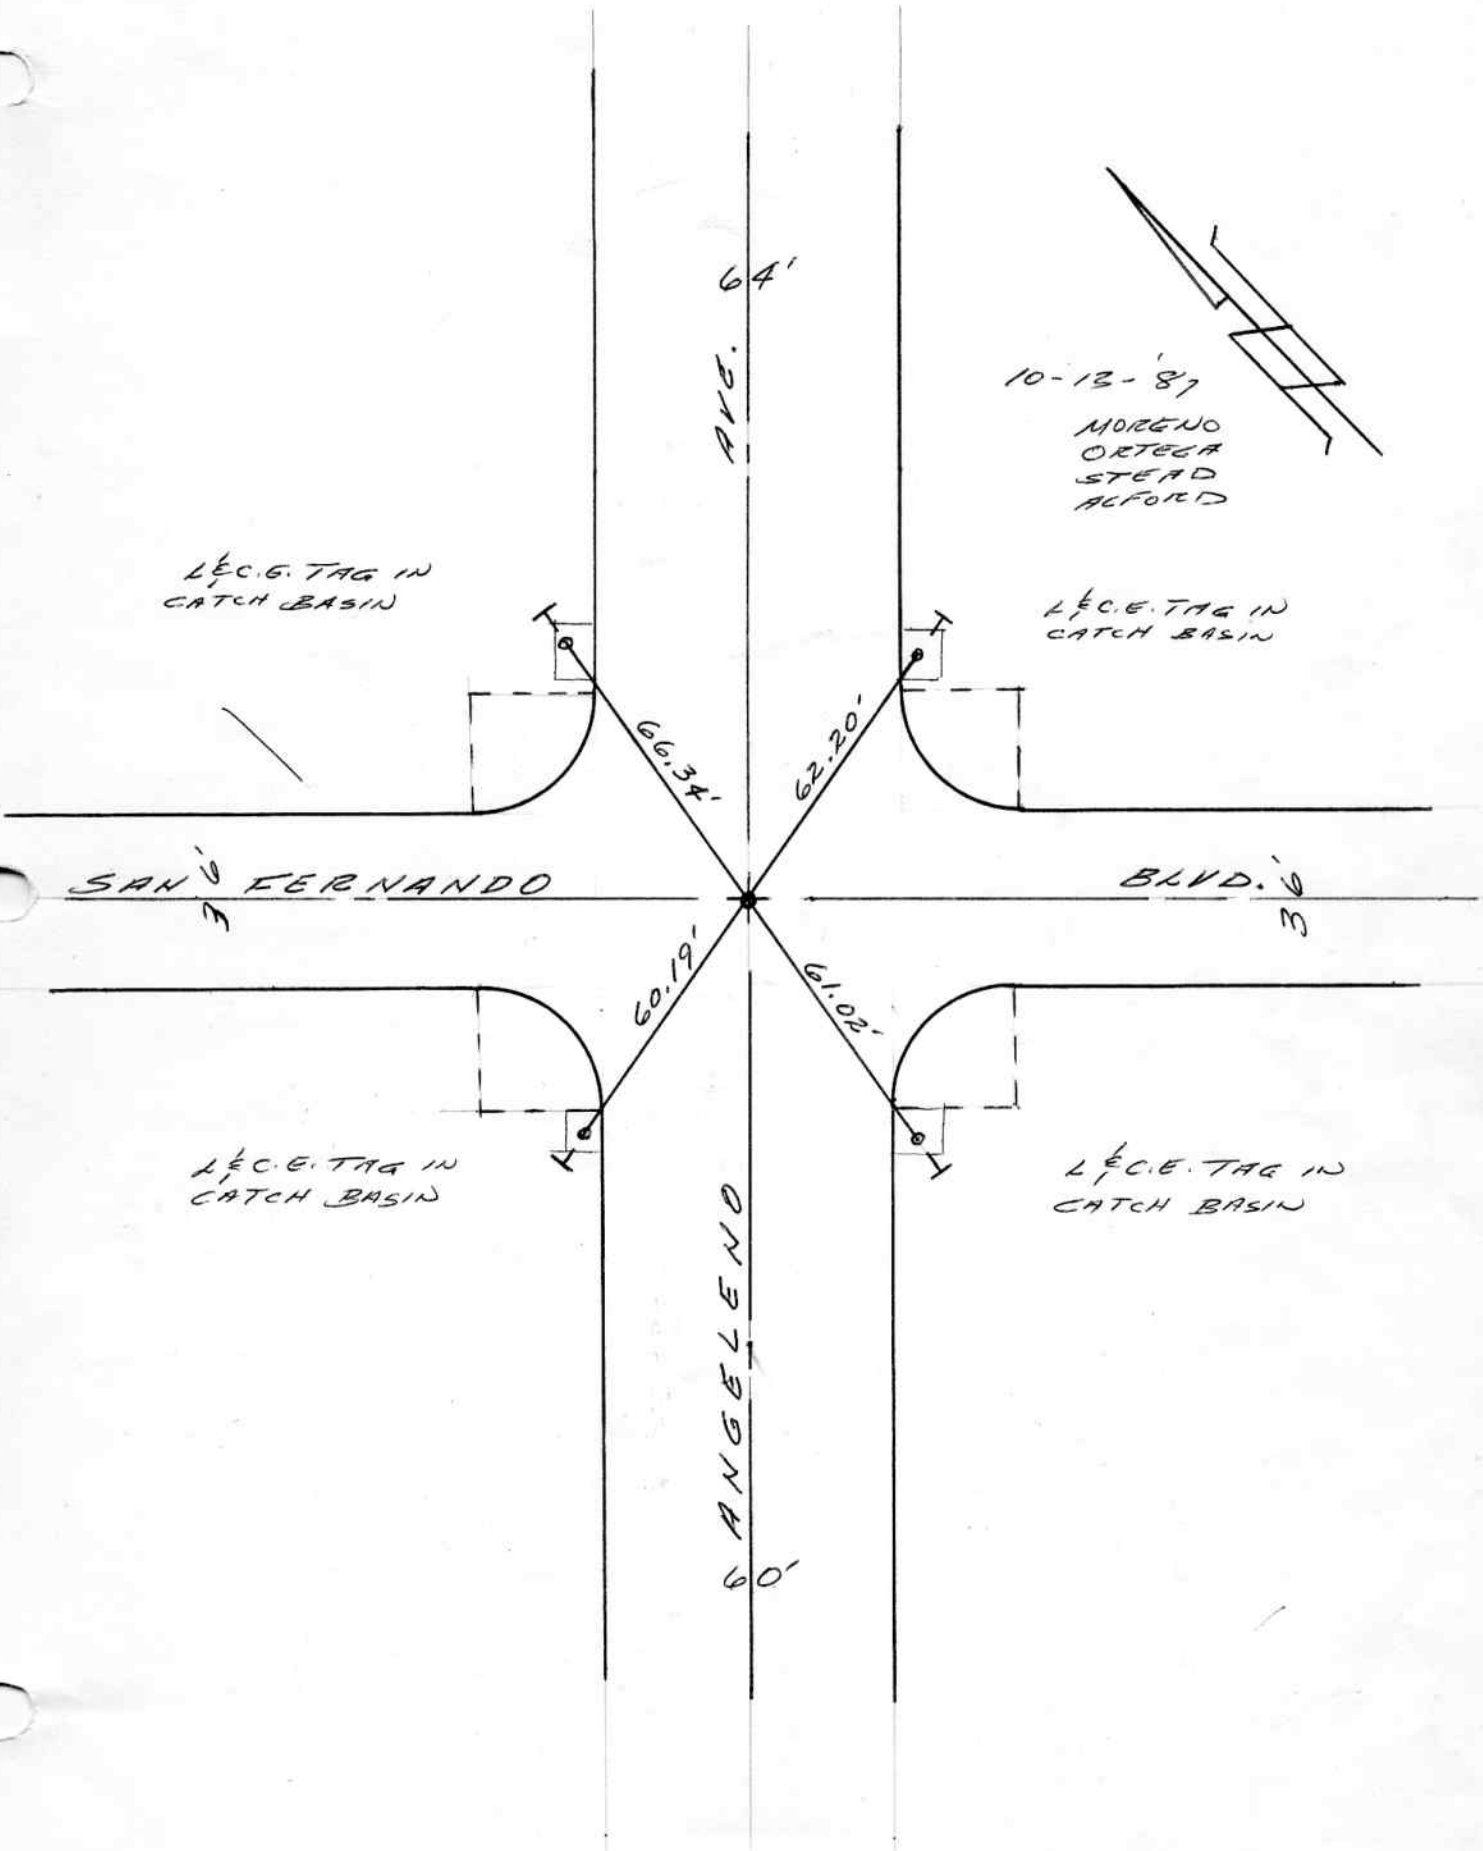 64'
AVE.
10-13-'87
MORENO
ORTEGA
STEAD
ALFORD
L&C.E. TAG IN
CATCH BASIN
L&C.E. TAG IN
CATCH BASIN
66.34'
62.20'
SAN FERNANDO
BLVD.
36'
36'
60.19'
61.02'
L&C.E. TAG IN
CATCH BASIN
L&C.E. TAG IN
CATCH BASIN
ANGELENO
60'